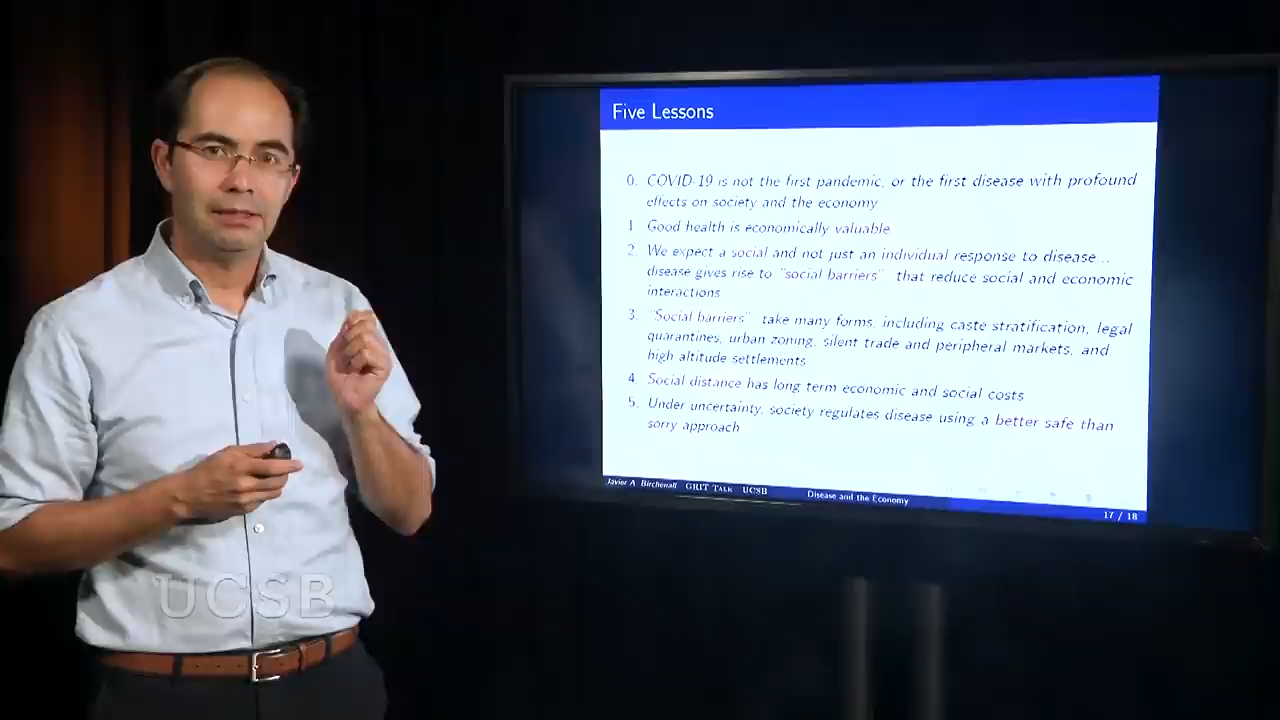 Five Lessons
0. COVID-19 is not the first pandemic, or the first disease with profound
effects on society and the economy
1 Good health is economically valuable
2. We expect a social and not just an individual response to disease...
disease gives rise to "social barriers" that reduce social and economic
interactions
3. "Social barriers" take many forms, including caste stratification, legal
quarantines, urban zoning, silent trade and peripheral markets, and
high altitude settlements
4 Social distance has long term economic and social costs
5. Under uncertainty, society regulates disease using a better safe than
sorry approach
Javier A Birchenall GRIT Talk UCSB Disease and the Economy
17 / 18
UCSB